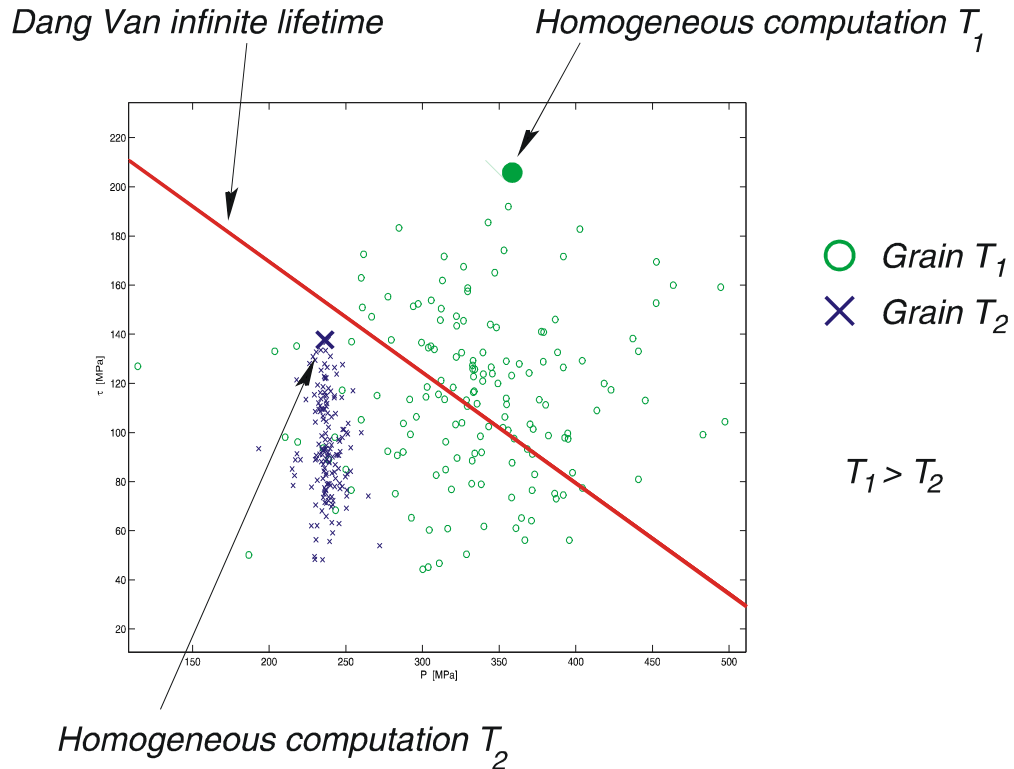 Dang Van infinite lifetime
Homogeneous computation T1
220
200
180
160
140
120
100
80
60
40
20
τ [MPa]
150 200 250 300 350 400 450 500
P [MPa]
Grain T1
Grain T2
T1 > T2
Homogeneous computation T2